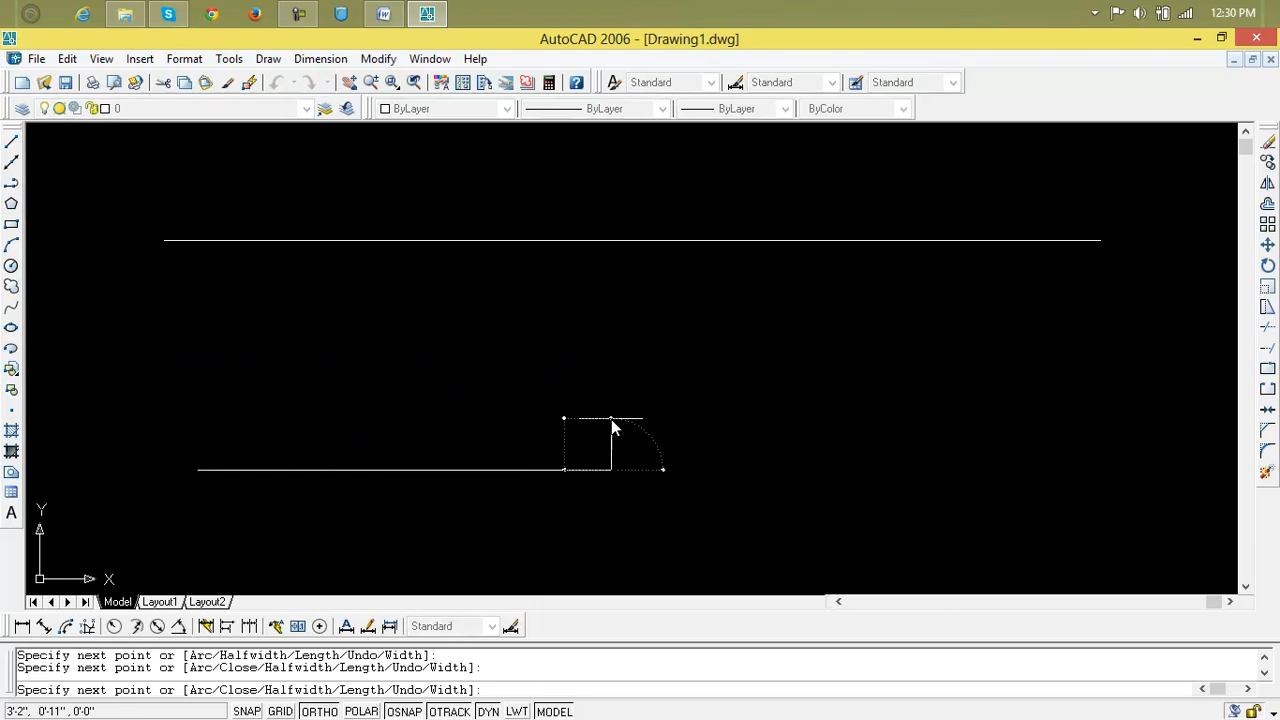 12:30 PM
AutoCAD 2006 - [Drawing1.dwg]
File Edit View Insert Format Tools Draw Dimension Modify Window Help
Standard Standard Standard
0 ByLayer ByLayer ByLayer ByColor
A
Y
X
Model Layout1 Layout2
Standard
Specify next point or [Arc/Halfwidth/Length/Undo/Width]:
Specify next point or [Arc/Close/Halfwidth/Length/Undo/Width]:
Specify next point or [Arc/Close/Halfwidth/Length/Undo/Width]:
3'-2", 0'-11", 0'-0" SNAP GRID ORTHO POLAR OSNAP OTRACK DYN LWT MODEL